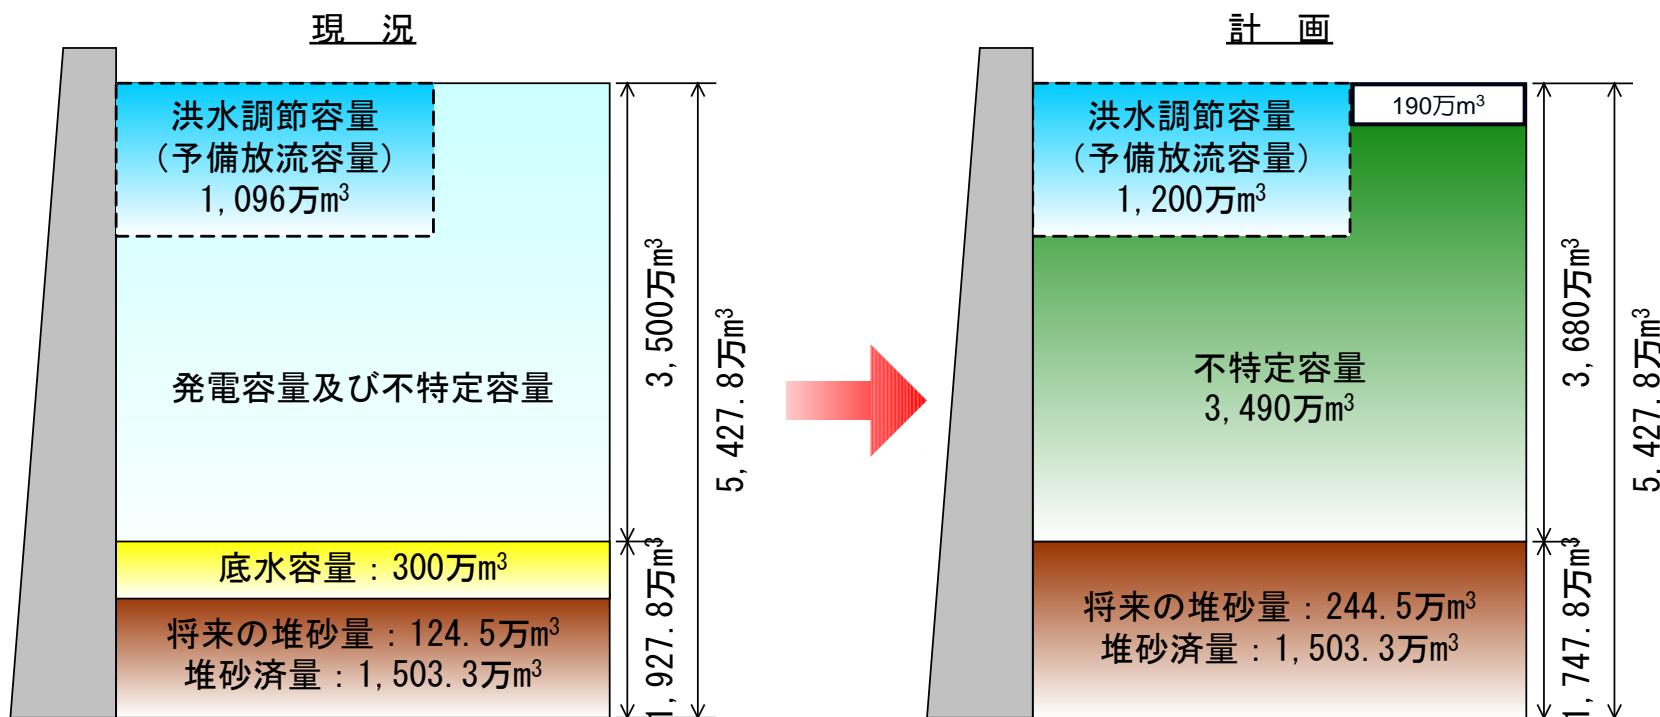 現　況
洪水調節容量
（予備放流容量）
1,096万m³
発電容量及び不特定容量
底水容量：300万m³
将来の堆砂量：124.5万m³
堆砂済量：1,503.3万m³
3,500万m³
1,927.8万m³
5,427.8万m³
計　画
洪水調節容量
（予備放流容量）
1,200万m³
190万m³
不特定容量
3,490万m³
将来の堆砂量：244.5万m³
堆砂済量：1,503.3万m³
3,680万m³
1,747.8万m³
5,427.8万m³